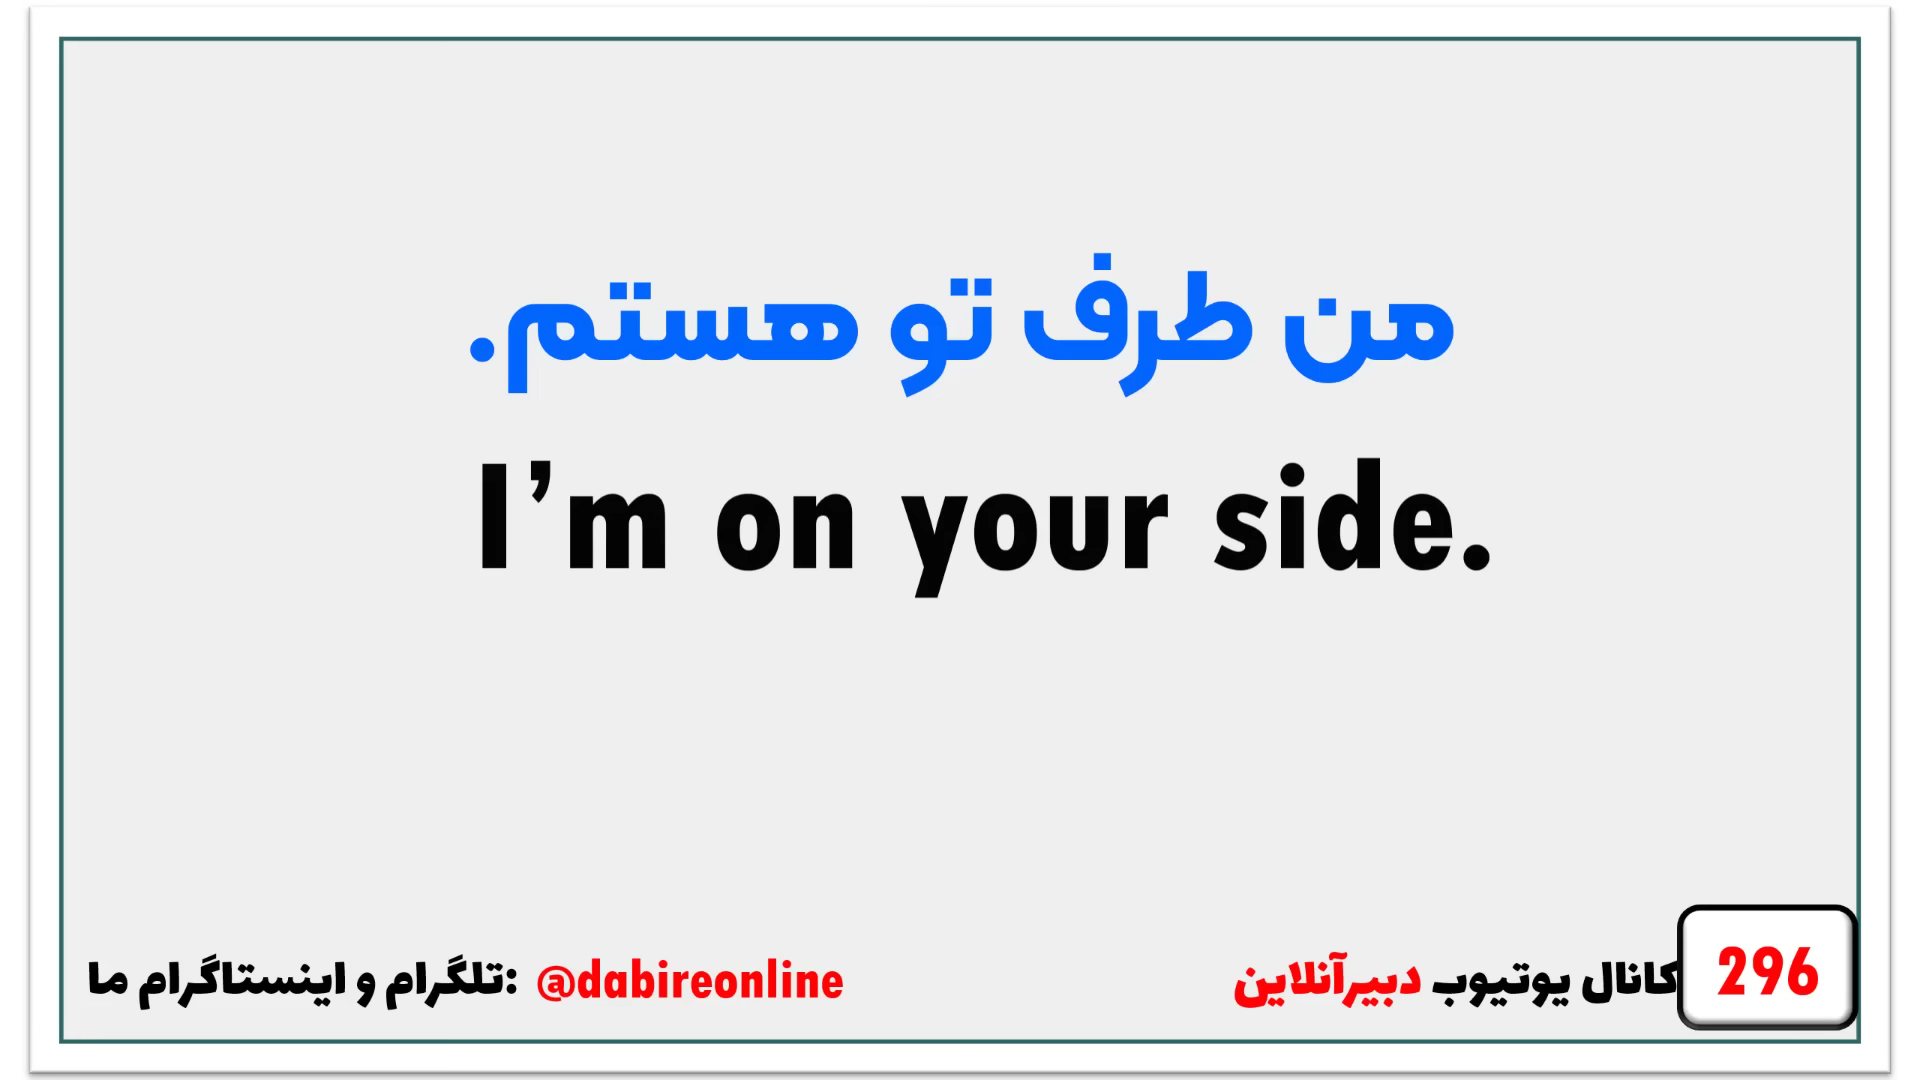 من طرف تو هستم.
I’m on your side.
تلگرام و اینستاگرام ما: @dabireonline
کانال یوتیوب دبیرآنلاین
296